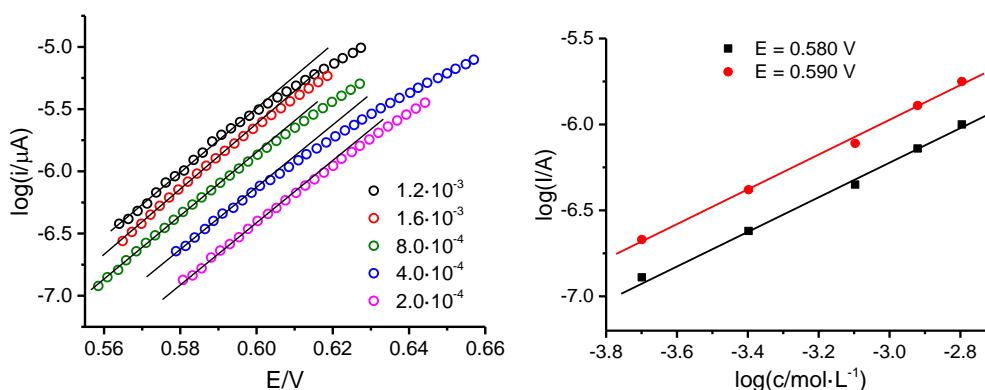 -5.0
-5.5
-6.0
-6.5
-7.0
log(i/μA)
0.56 0.58 0.60 0.62 0.64 0.66
E/V
1.2·10⁻³
1.6·10⁻³
8.0·10⁻⁴
4.0·10⁻⁴
2.0·10⁻⁴
-5.5
-6.0
-6.5
-7.0
log(I/A)
E = 0.580 V
E = 0.590 V
-3.8 -3.6 -3.4 -3.2 -3.0 -2.8
log(c/mol·L⁻¹)